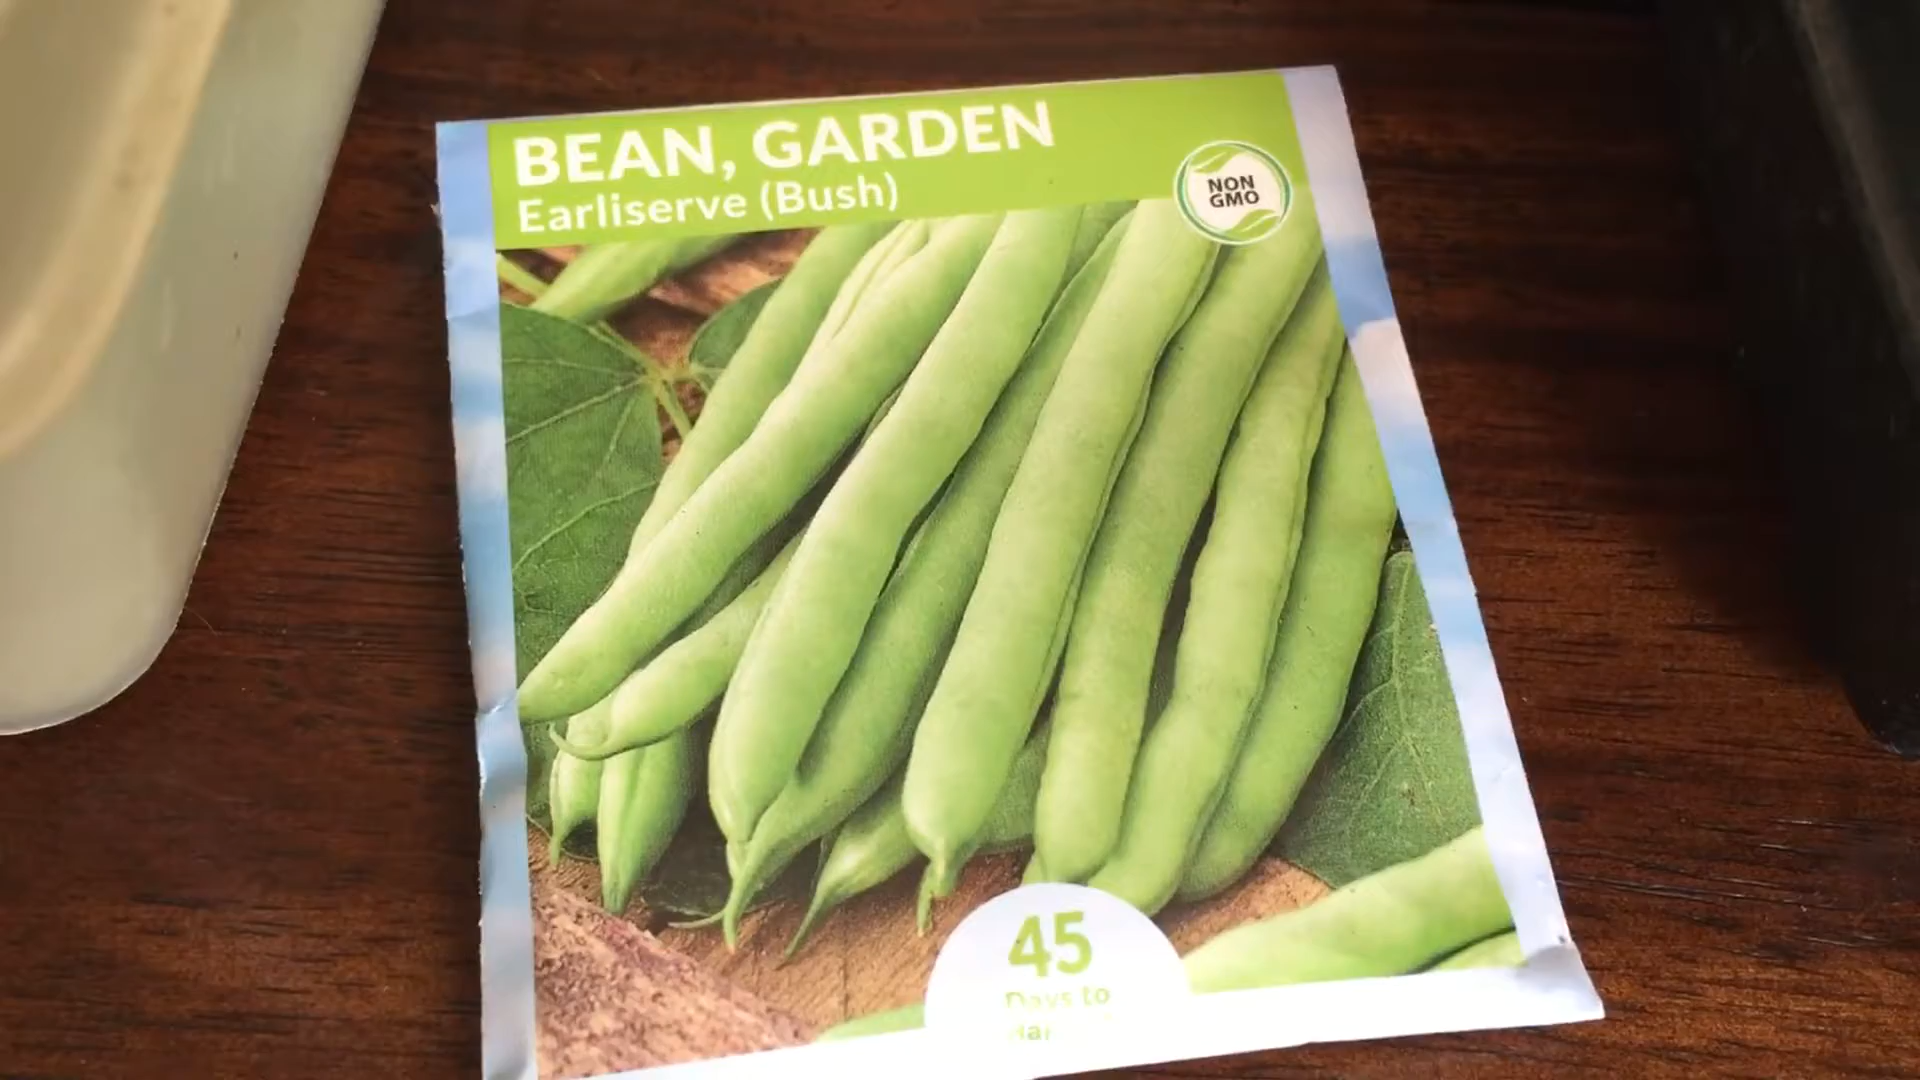 BEAN, GARDEN
Earliserve (Bush)
NON
GMO
45
Days to